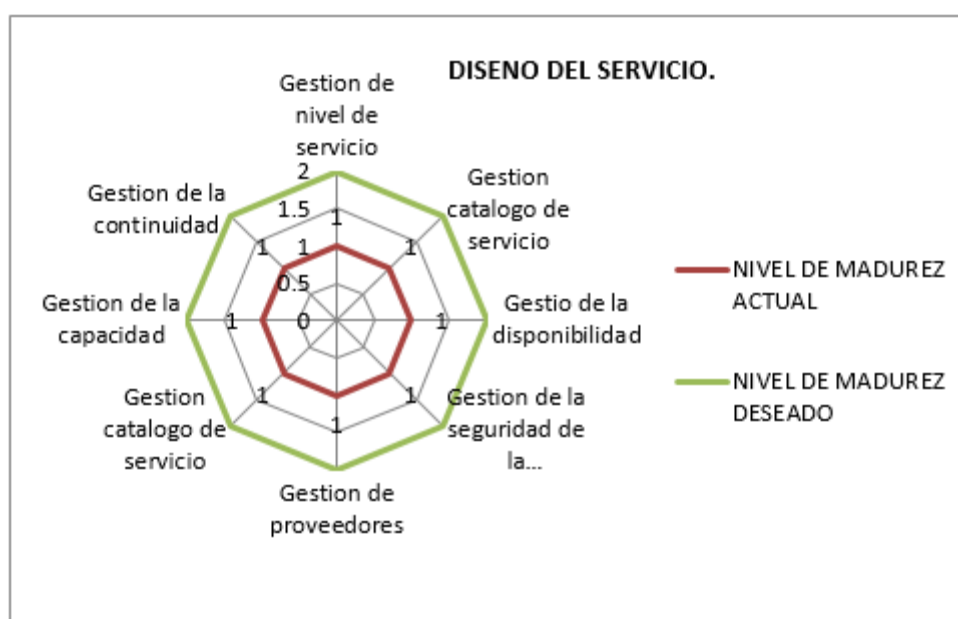 DISENO DEL SERVICIO.
Gestion de
nivel de
servicio
2
1.5
1
0.5
0
1
1
1
1
1
1
1
1
Gestion
catalogo de
servicio
Gestio de la
disponibilidad
Gestion de la
seguridad de
la...
Gestion de
proveedores
Gestion
catalogo de
servicio
Gestion de la
capacidad
Gestion de la
continuidad
NIVEL DE MADUREZ
ACTUAL
NIVEL DE MADUREZ
DESEADO